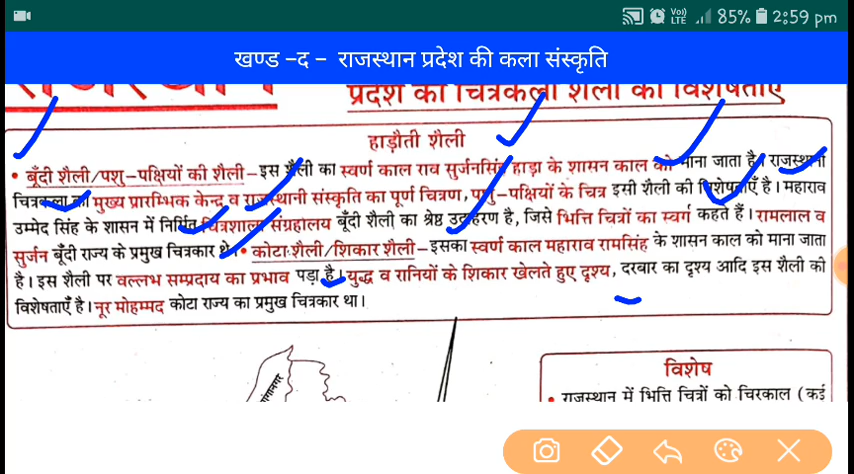 Vo)) LTE 85% 2:59 pm
खण्ड –द – राजस्थान प्रदेश की कला संस्कृति
प्रदेश की चित्रकला शैली की विशेषताएँ
हाड़ौती शैली
• बूँदी शैली/पशु–पक्षियों की शैली–इस शैली का स्वर्ण काल राव सुर्जनसिंह हाड़ा के शासन काल को माना जाता है। राजस्थानी
चित्रकला का मुख्य प्रारम्भिक केन्द्र व राजस्थानी संस्कृति का पूर्ण चित्रण, पशु–पक्षियों के चित्र इसी शैली की विशेषताएँ है। महाराव
उम्मेद सिंह के शासन में निर्मित चित्रशाला संग्रहालय बूँदी शैली का श्रेष्ठ उदाहरण है, जिसे भित्ति चित्रों का स्वर्ग कहते हैं। रामलाल व
सुर्जन बूँदी राज्य के प्रमुख चित्रकार थे। • कोटा शैली/शिकार शैली–इसका स्वर्ण काल महाराव रामसिंह के शासन काल को माना जाता
है। इस शैली पर वल्लभ सम्प्रदाय का प्रभाव पड़ा है। युद्ध व रानियों के शिकार खेलते हुए दृश्य, दरबार का दृश्य आदि इस शैली की
विशेषताएँ है। नूर मोहम्मद कोटा राज्य का प्रमुख चित्रकार था।
विशेष
• राजस्थान में भित्ति चित्रों को चिरकाल (कई